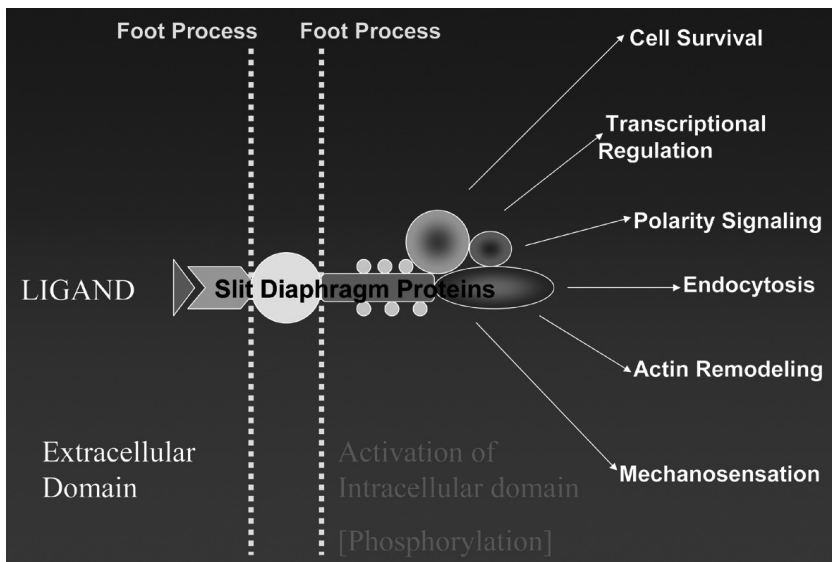 Foot Process
Foot Process
Cell Survival
Transcriptional
Regulation
Polarity Signaling
LIGAND
Slit Diaphragm Proteins
Endocytosis
Actin Remodeling
Extracellular
Domain
Activation of
Intracellular domain
[Phosphorylation]
Mechanosensation